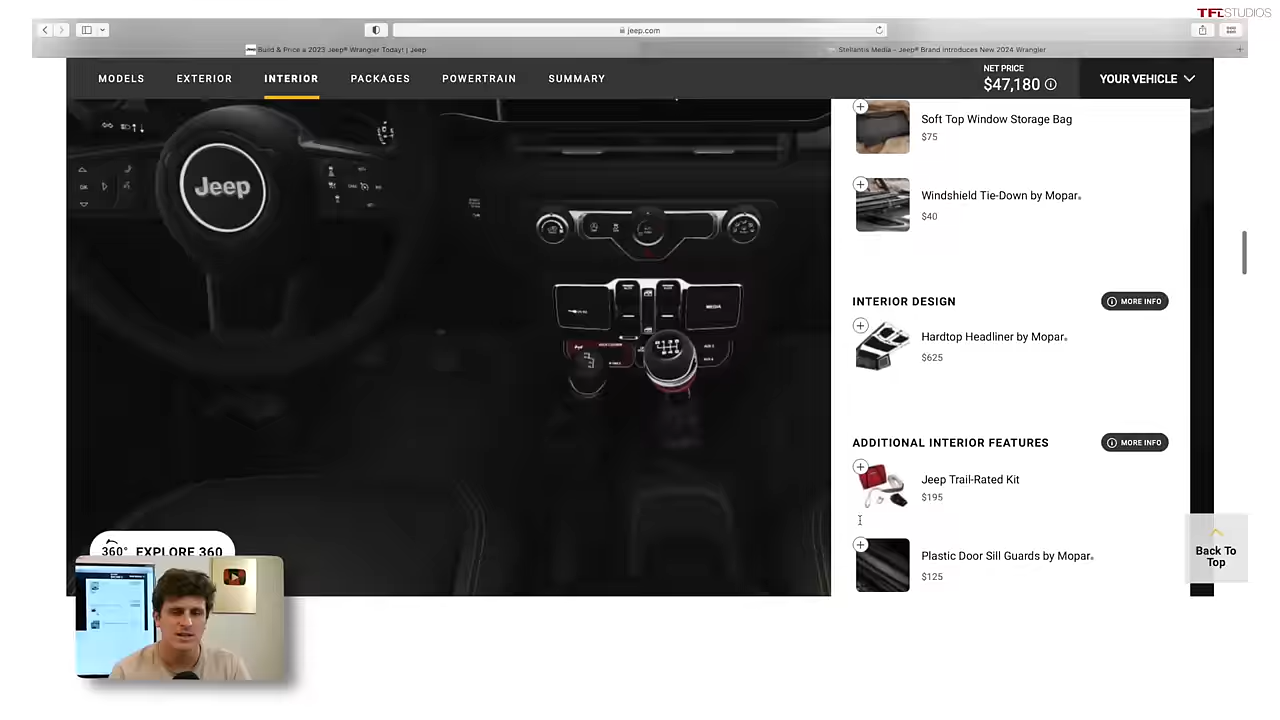 TFLSTUDIOS
jeep.com
Build & Price a 2023 Jeep® Wrangler Today! | Jeep
Stellantis Media – Jeep® Brand Introduces New 2024 Wrangler
MODELS
EXTERIOR
INTERIOR
PACKAGES
POWERTRAIN
SUMMARY
NET PRICE
$47,180
YOUR VEHICLE
Soft Top Window Storage Bag
$75
Windshield Tie-Down by Mopar®
$40
INTERIOR DESIGN
MORE INFO
Hardtop Headliner by Mopar®
$625
ADDITIONAL INTERIOR FEATURES
MORE INFO
Jeep Trail-Rated Kit
$195
Plastic Door Sill Guards by Mopar®
$125
Back To
Top
Jeep
OK
MEDIA
360° EXPLORE 360